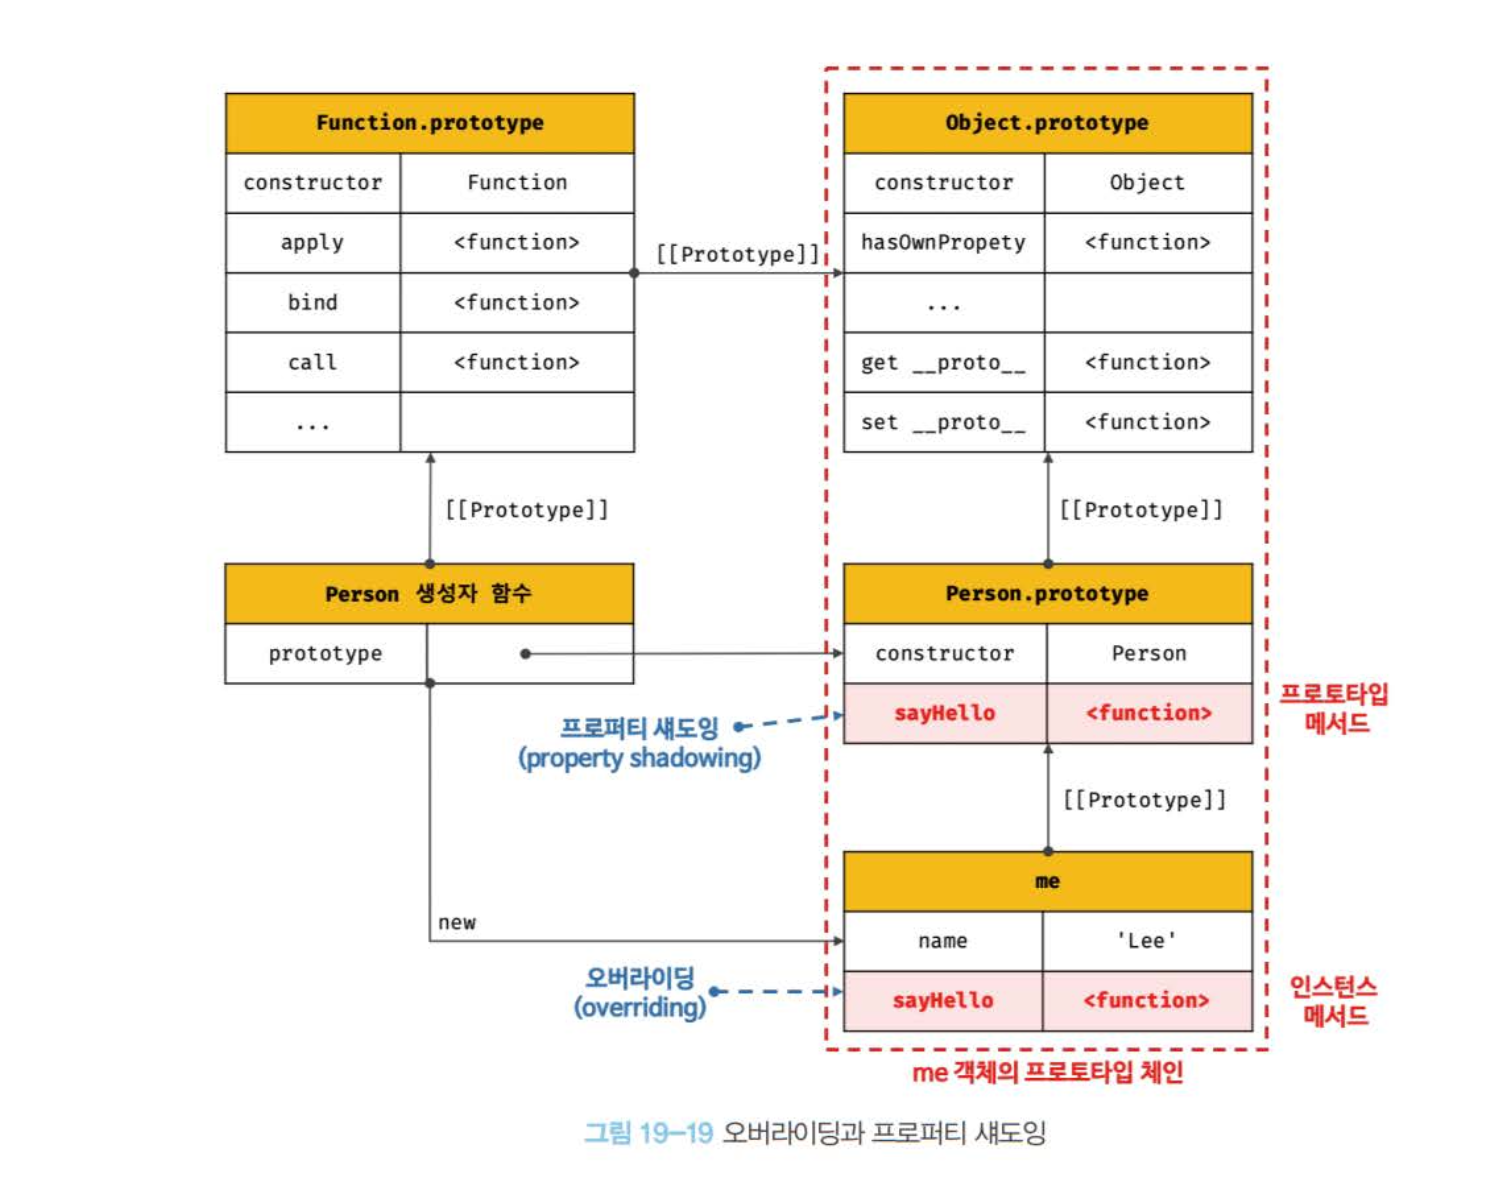 Function.prototype
constructor Function
apply <function>
bind <function>
call <function>
...
[[Prototype]]
Object.prototype
constructor Object
hasOwnPropety <function>
...
get __proto__ <function>
set __proto__ <function>
[[Prototype]]
[[Prototype]]
Person 생성자 함수
prototype
Person.prototype
constructor Person
sayHello <function>
프로토타입
메서드
프로퍼티 섀도잉
(property shadowing)
[[Prototype]]
new
me
name 'Lee'
sayHello <function>
오버라이딩
(overriding)
인스턴스
메서드
me 객체의 프로토타입 체인
그림 19-19 오버라이딩과 프로퍼티 섀도잉